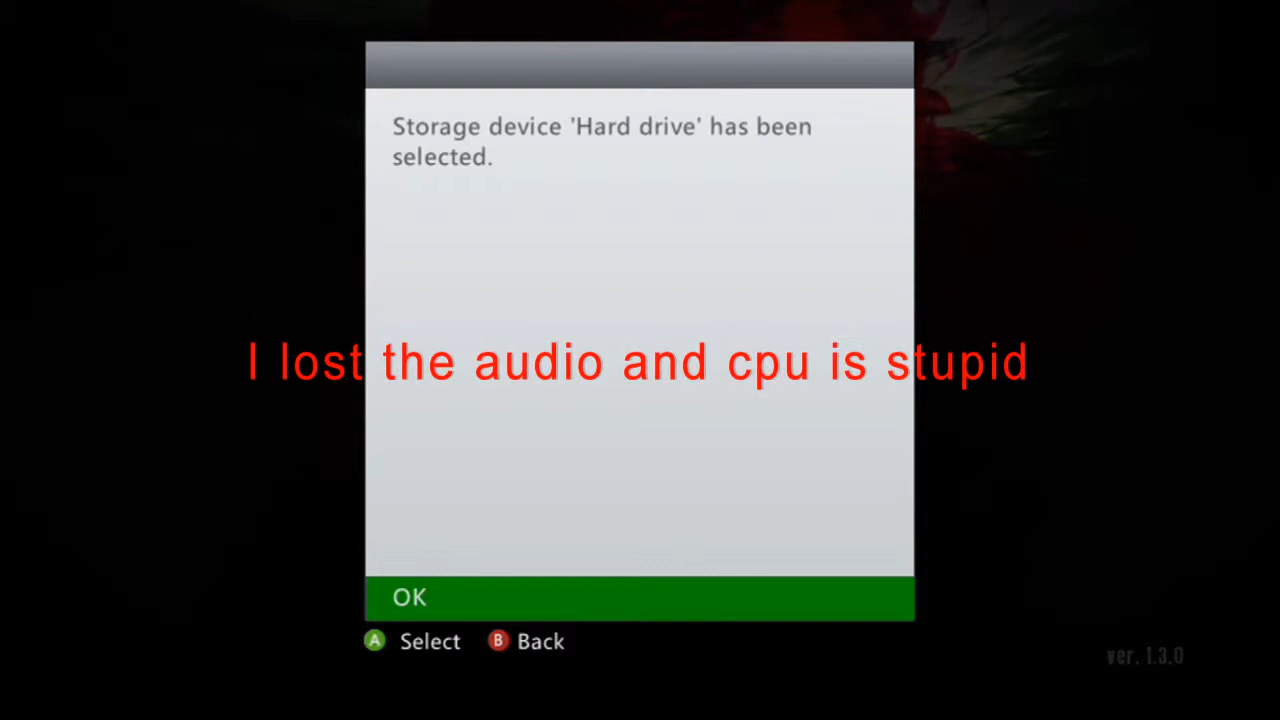 Storage device 'Hard drive' has been
selected.
I lost the audio and cpu is stupid
OK
A Select B Back
ver. 1.3.0